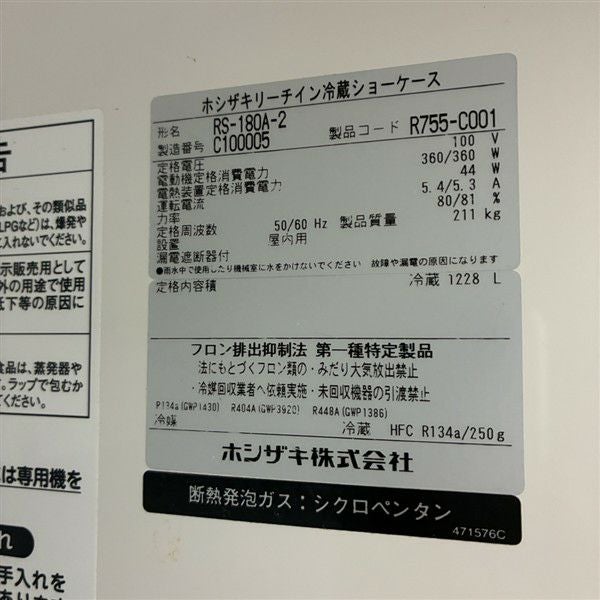 告
および、その類似品
LPGなど)は、爆発や
に入れないでください。
示販売用として
外の用途で使用
低下等の原因に
食品は、蒸発器や
す。ラップで包むか
てください。
は専用機を
れ
手入れを
ホシザキリーチイン冷蔵ショーケース
形名 RS-180A-2 製品コード R755-C001
製造番号 C100005
定格電圧 100 V
電動機定格消費電力 360/360 W
電熱装置定格消費電力 44 W
運転電流 5.4/5.3 A
力率 80/81 %
定格周波数 50/60 Hz 製品質量 211 kg
設置 屋内用
漏電遮断器付
●雨水中で使用したり機械室に水をかけないでください 故障や漏電の原因になります
定格内容積 冷蔵 1228 L
フロン排出抑制法 第一種特定製品
法にもとづくフロン類の・みだり大気放出禁止
・冷媒回収業者へ依頼実施・未回収機器の引渡禁止
R134a(GWP1430) R404A(GWP3920) R448A(GWP1386)
冷媒 冷蔵 HFC R134a/250g
ホシザキ株式会社
断熱発泡ガス：シクロペンタン
471576C